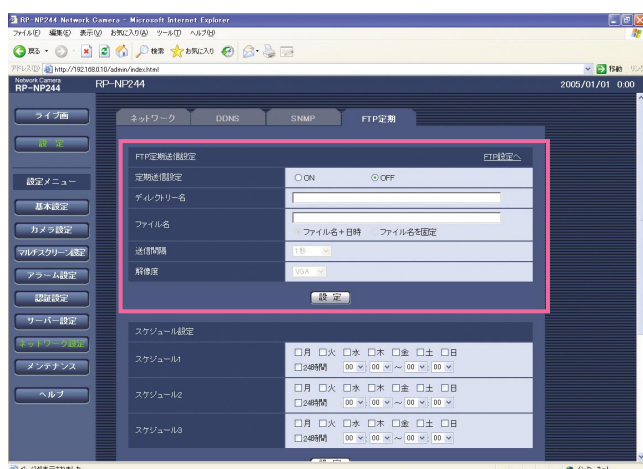 RP-NP244 Network Camera - Microsoft Internet Explorer
ファイル(F) 編集(E) 表示(V) お気に入り(A) ツール(T) ヘルプ(H)
戻る 検索 お気に入り
アドレス(D) http://192.168.0.10/admin/index.html 移動 リンク
Network Camera
RP-NP244
RP-NP244
2005/01/01 0:00
ライブ画
設 定
設定メニュー
基本設定
カメラ設定
マルチスクリーン設定
アラーム設定
認証設定
サーバー設定
ネットワーク設定
メンテナンス
ヘルプ
ネットワーク DDNS SNMP FTP定期
FTP定期送信設定 FTP設定へ
定期送信設定 ON OFF
ディレクトリー名
ファイル名
ファイル名+日時 ファイル名を固定
送信間隔 1秒
解像度 VGA
設 定
スケジュール設定
スケジュール1 月 火 水 木 金 土 日
24時間 00 : 00 ~ 00 : 00
スケジュール2 月 火 水 木 金 土 日
24時間 00 : 00 ~ 00 : 00
スケジュール3 月 火 水 木 金 土 日
24時間 00 : 00 ~ 00 : 00